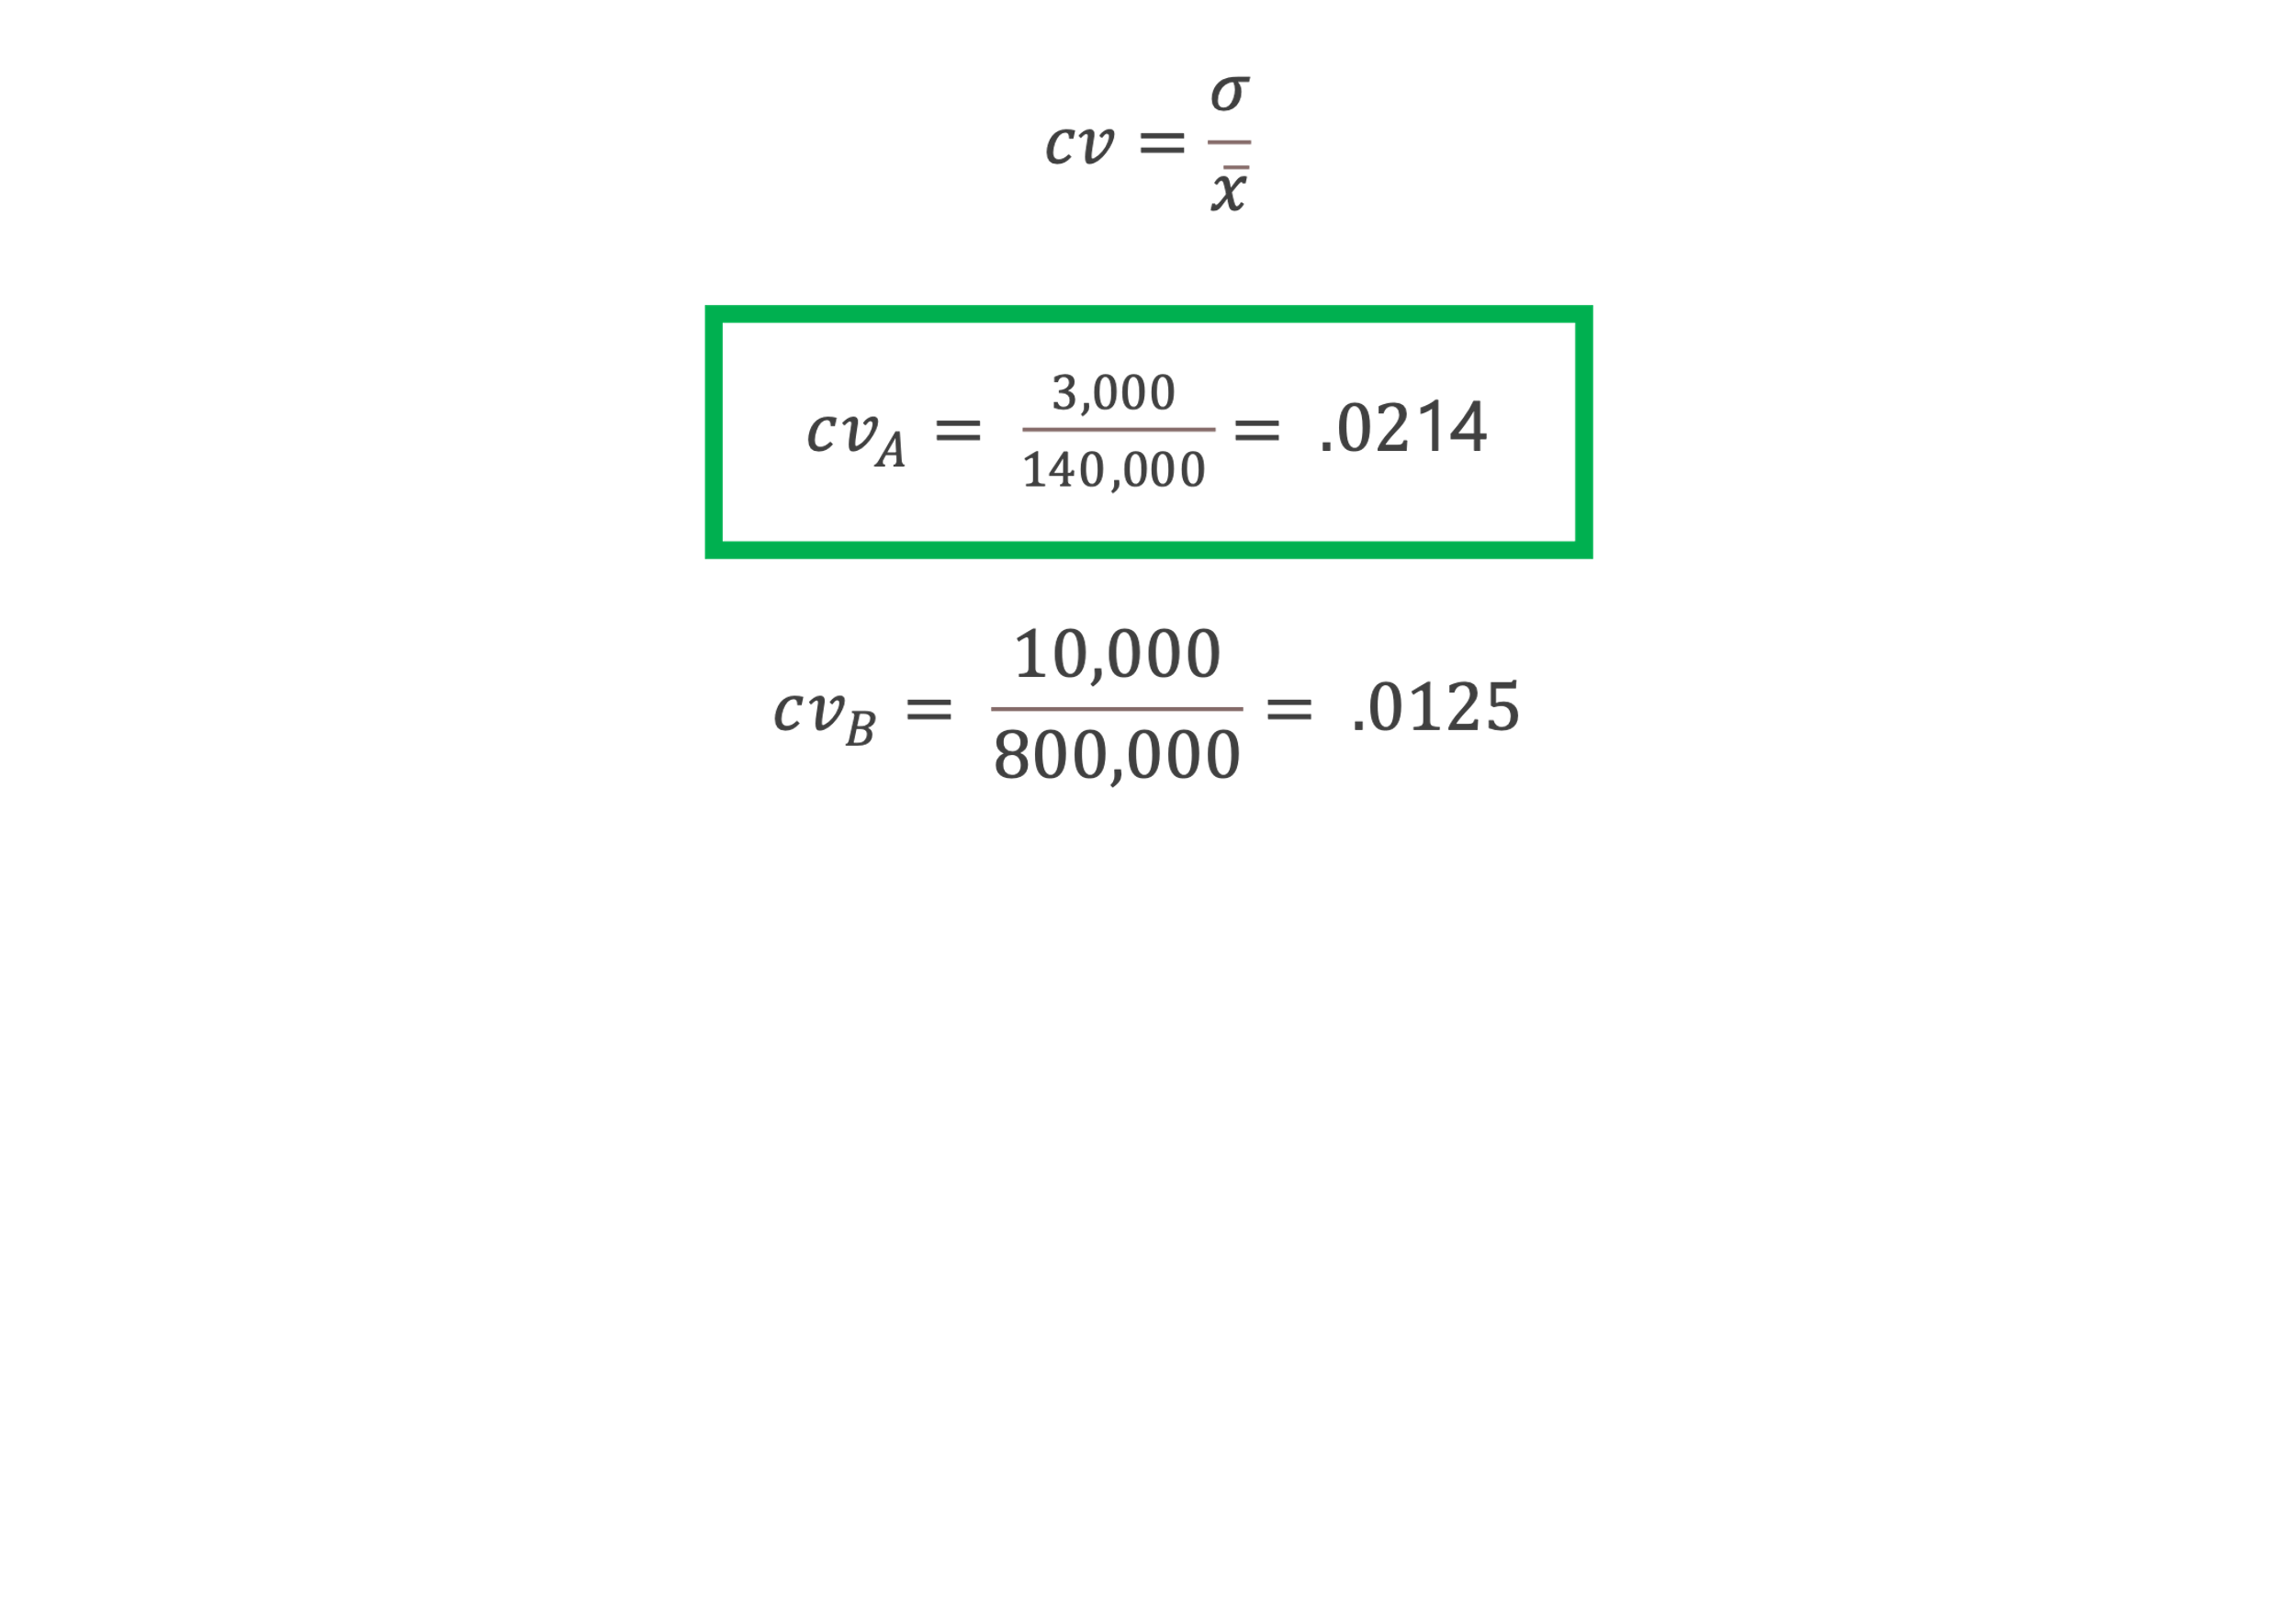 cv = σ / x̄
cv_A = 3,000 / 140,000 = .0214
cv_B = 10,000 / 800,000 = .0125